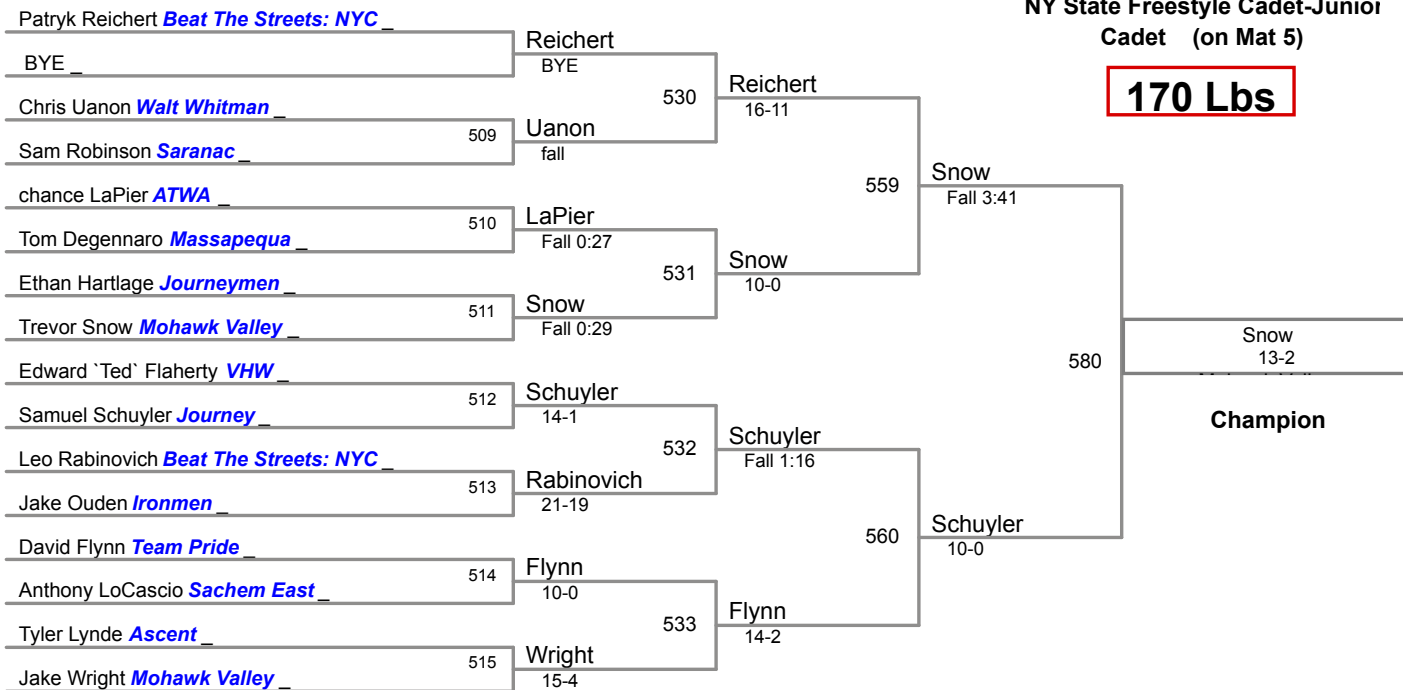 NY State Freestyle Cadet-Junior
Cadet (on Mat 5)
170 Lbs
Patryk Reichert Beat The Streets: NYC _
BYE _
Chris Uanon Walt Whitman _
Sam Robinson Saranac _
chance LaPier ATWA _
Tom Degennaro Massapequa _
Ethan Hartlage Journeymen _
Trevor Snow Mohawk Valley _
Edward `Ted` Flaherty VHW _
Samuel Schuyler Journey _
Leo Rabinovich Beat The Streets: NYC _
Jake Ouden Ironmen _
David Flynn Team Pride _
Anthony LoCascio Sachem East _
Tyler Lynde Ascent _
Jake Wright Mohawk Valley _
509
510
511
512
513
514
515
Reichert
BYE
Uanon
fall
LaPier
Fall 0:27
Snow
Fall 0:29
Schuyler
14-1
Rabinovich
21-19
Flynn
10-0
Wright
15-4
530
531
532
533
Reichert
16-11
Snow
10-0
Schuyler
Fall 1:16
Flynn
14-2
559
560
Snow
Fall 3:41
Schuyler
10-0
580
Snow
13-2
Champion